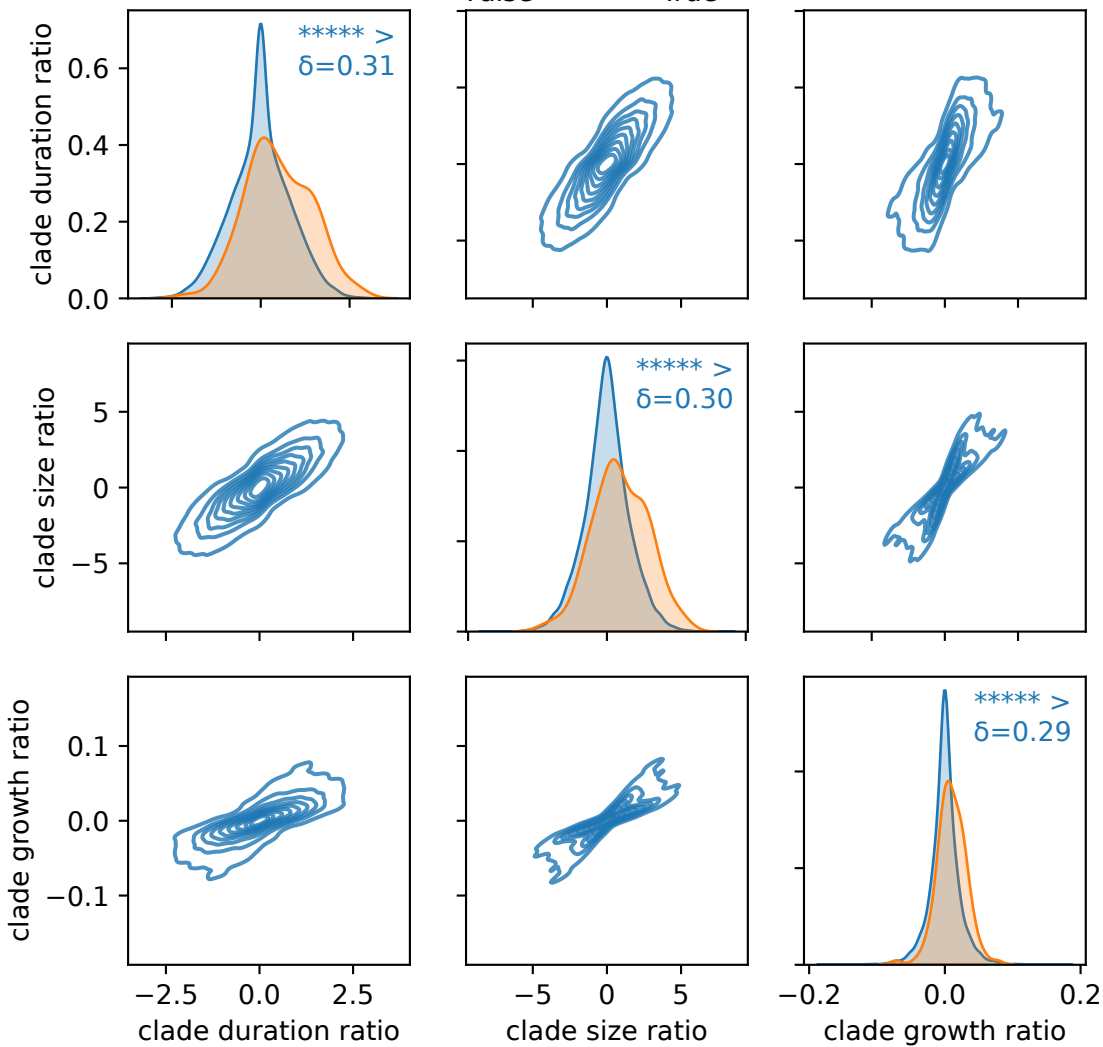 ***** >
δ=0.31
clade duration ratio
0.6
0.4
0.2
0.0
***** >
δ=0.30
clade size ratio
5
0
−5
***** >
δ=0.29
clade growth ratio
0.1
0.0
−0.1
−2.5 0.0 2.5
−5 0 5
−0.2 0.0 0.2
clade duration ratio
clade size ratio
clade growth ratio